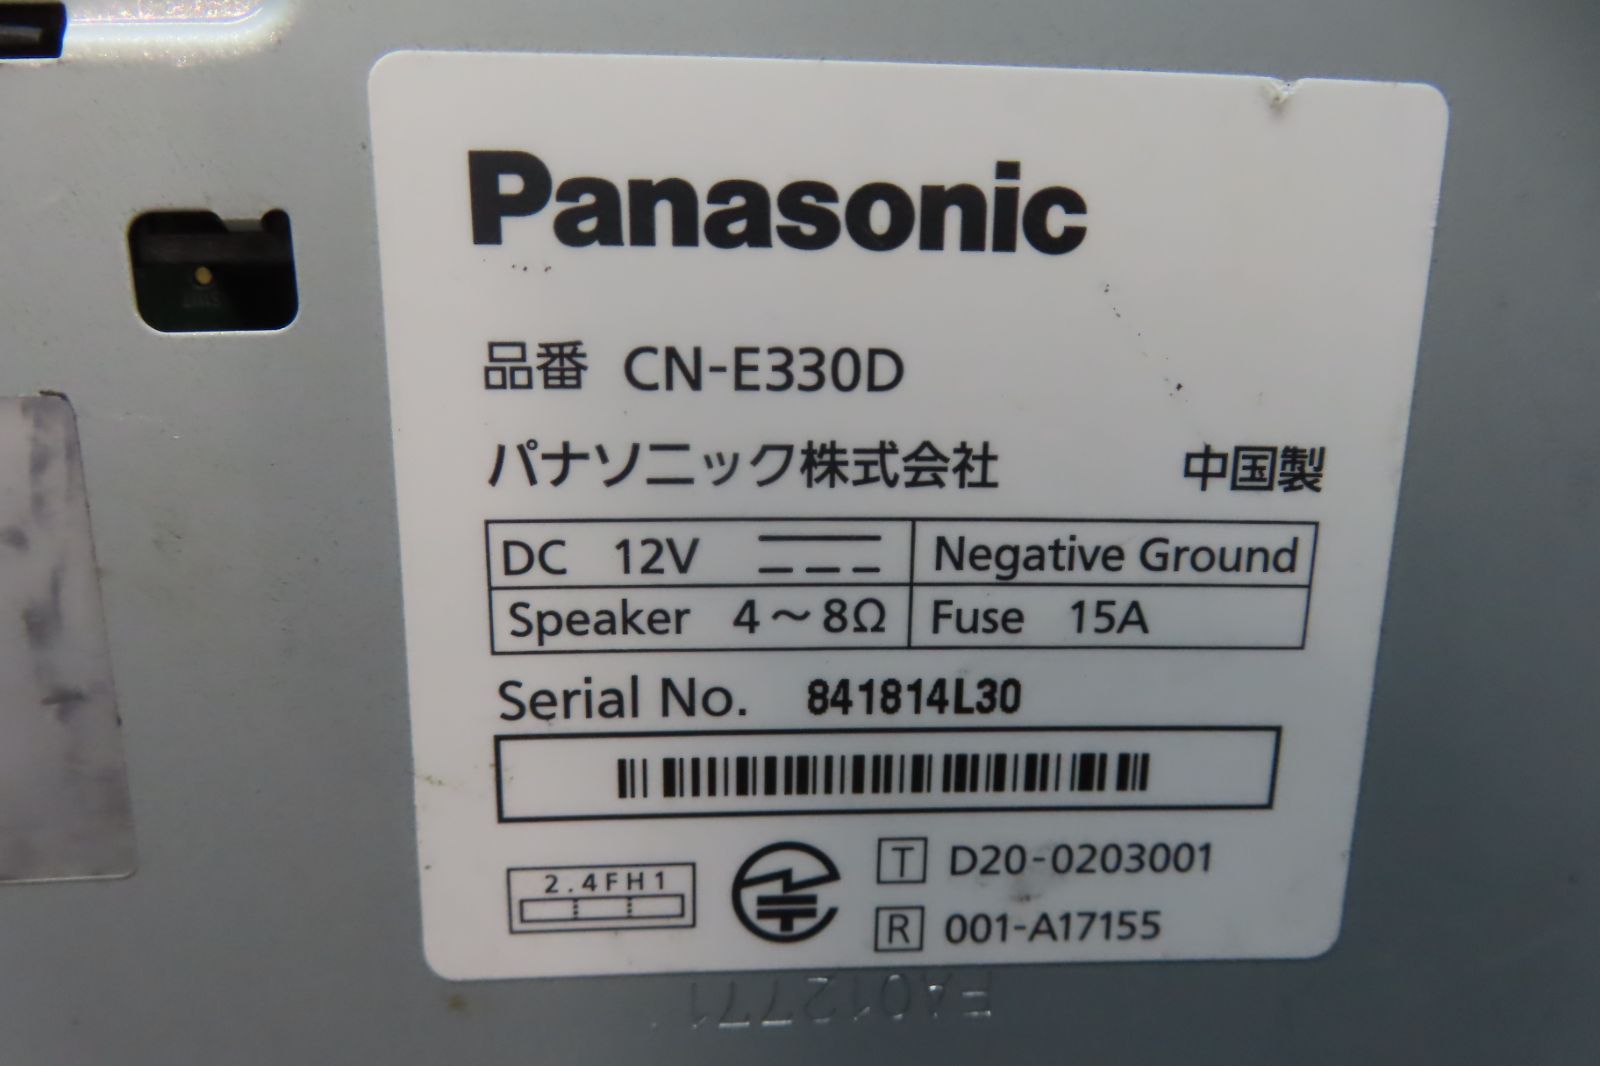 Panasonic
品番 CN-E330D
パナソニック株式会社 中国製
DC 12V Negative Ground
Speaker 4～8Ω Fuse 15A
Serial No. 841814L30
2.4FH1
T D20-0203001
R 001-A17155